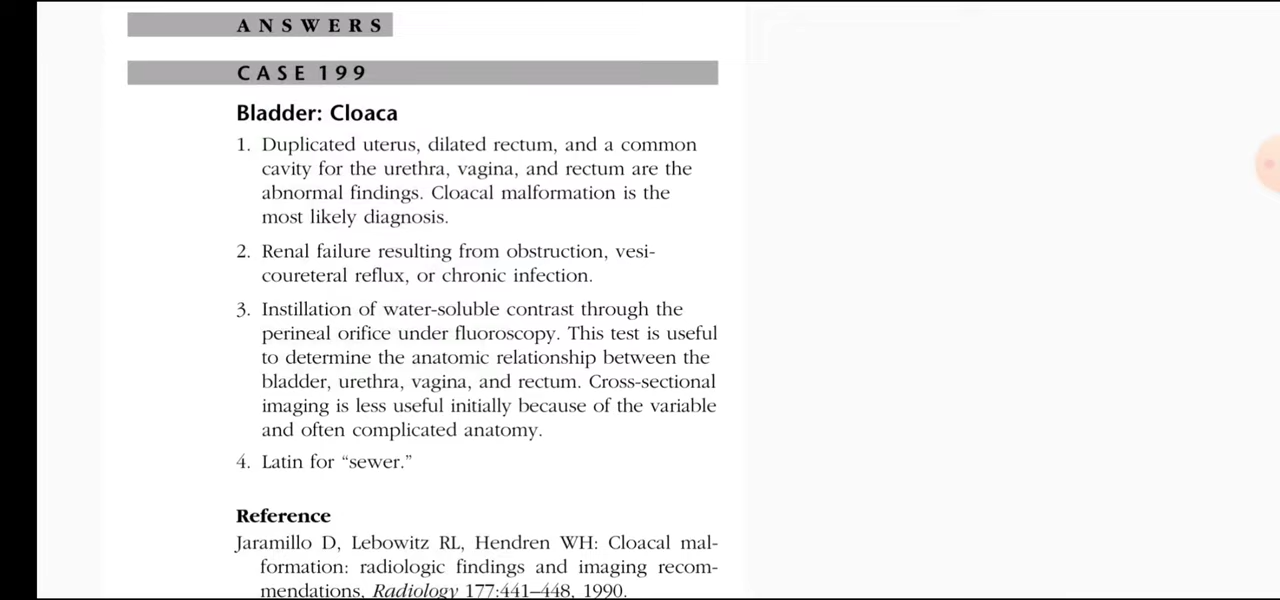 ANSWERS
CASE 199
Bladder: Cloaca
1. Duplicated uterus, dilated rectum, and a common
cavity for the urethra, vagina, and rectum are the
abnormal findings. Cloacal malformation is the
most likely diagnosis.
2. Renal failure resulting from obstruction, vesi-
coureteral reflux, or chronic infection.
3. Instillation of water-soluble contrast through the
perineal orifice under fluoroscopy. This test is useful
to determine the anatomic relationship between the
bladder, urethra, vagina, and rectum. Cross-sectional
imaging is less useful initially because of the variable
and often complicated anatomy.
4. Latin for “sewer.”
Reference
Jaramillo D, Lebowitz RL, Hendren WH: Cloacal mal-
formation: radiologic findings and imaging recom-
mendations, Radiology 177:441–448, 1990.